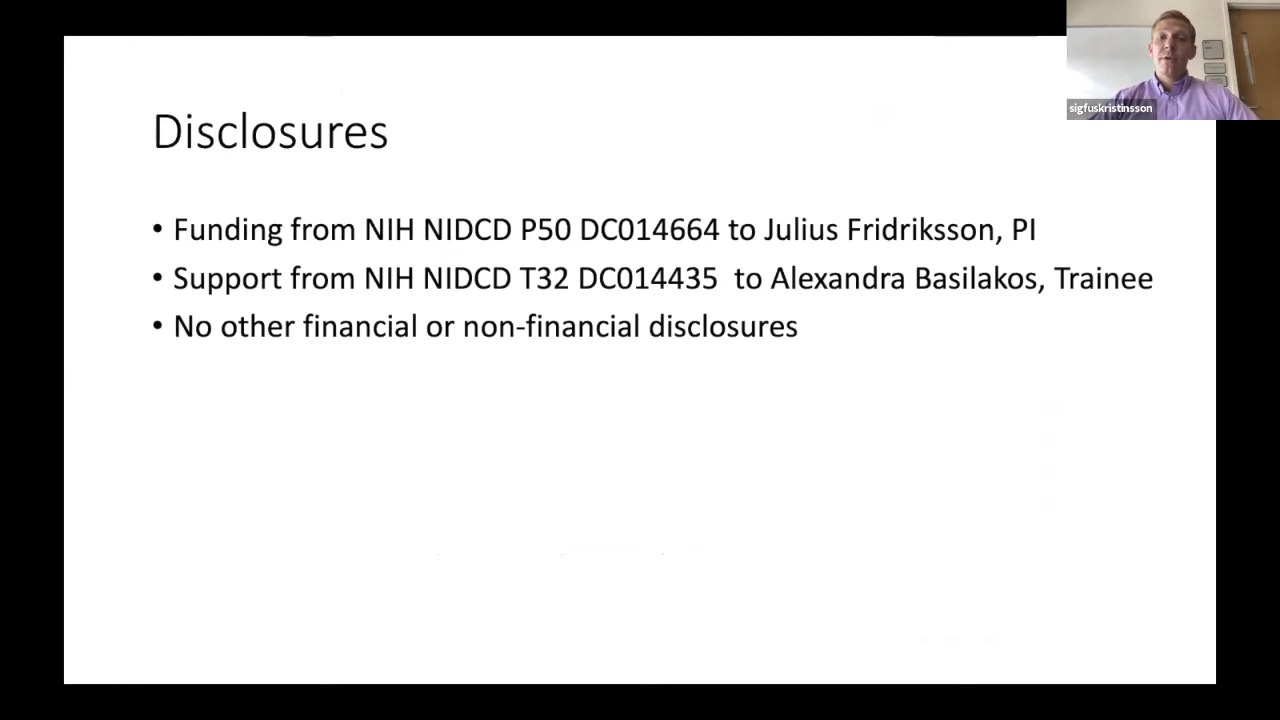 sigfuskristinsson
Disclosures
• Funding from NIH NIDCD P50 DC014664 to Julius Fridriksson, PI
• Support from NIH NIDCD T32 DC014435  to Alexandra Basilakos, Trainee
• No other financial or non-financial disclosures